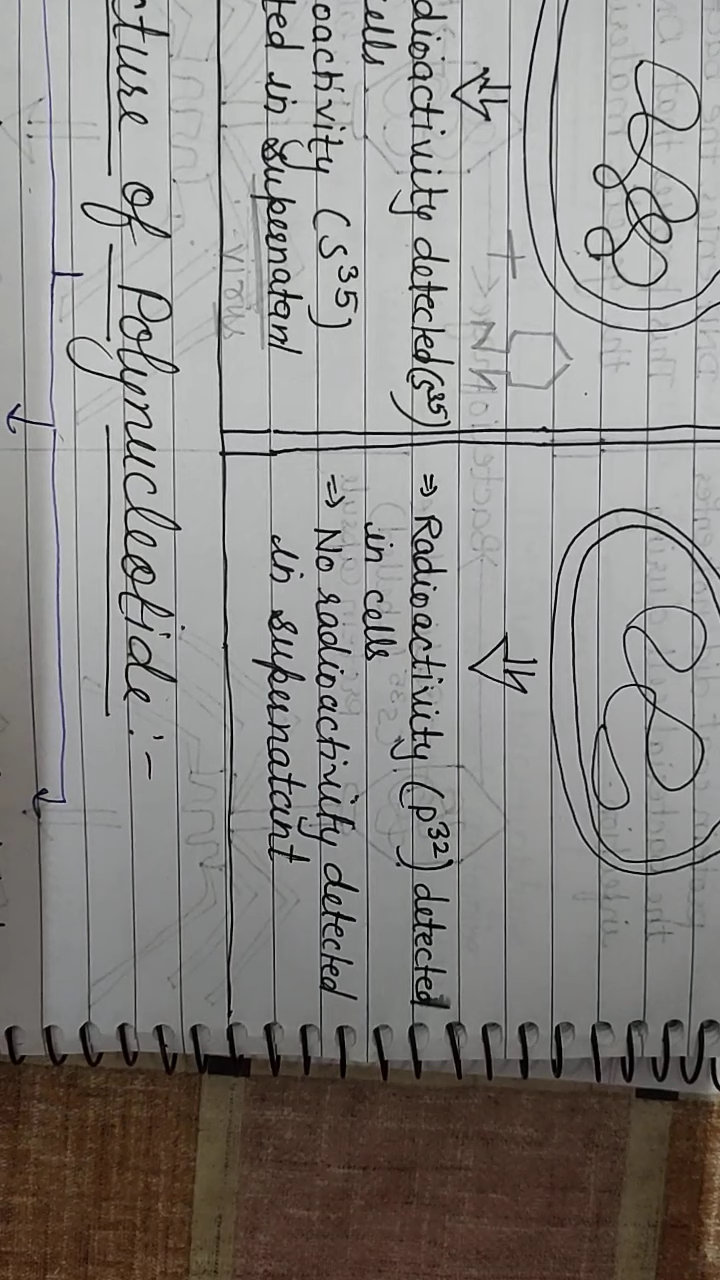 dioactivity detected (S35)
cells
oactivity (S35)
ted in Supernatant
⇒ Radioactivity (P32) detected
in cells
⇒ No radioactivity detected
in supernatant
cture of Polynucleotide :-